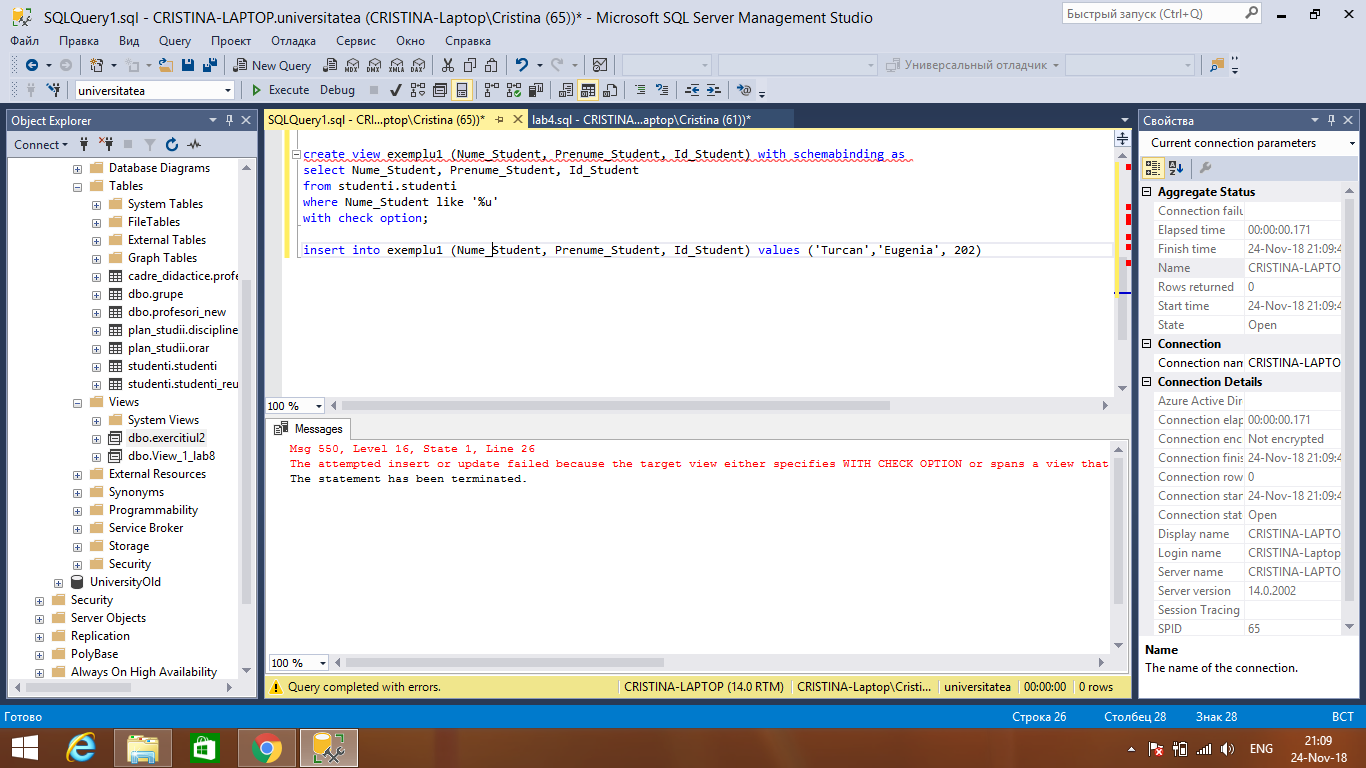 SQLQuery1.sql - CRISTINA-LAPTOP.universitatea (CRISTINA-Laptop\Cristina (65))* - Microsoft SQL Server Management Studio
Быстрый запуск (Ctrl+Q)
Файл Правка Вид Query Проект Отладка Сервис Окно Справка
New Query MDX DMX XMLA DAX Универсальный отладчик
universitatea Execute Debug
Object Explorer
Connect
Database Diagrams
Tables
System Tables
FileTables
External Tables
Graph Tables
cadre_didactice.profe
dbo.grupe
dbo.profesori_new
plan_studii.discipline
plan_studii.orar
studenti.studenti
studenti.studenti_reu
Views
System Views
dbo.exercitiul2
dbo.View_1_lab8
External Resources
Synonyms
Programmability
Service Broker
Storage
Security
UniversityOld
Security
Server Objects
Replication
PolyBase
Always On High Availability
SQLQuery1.sql - CRI...ptop\Cristina (65))* lab4.sql - CRISTINA...aptop\Cristina (61))*
create view exemplu1 (Nume_Student, Prenume_Student, Id_Student) with schemabinding as
select Nume_Student, Prenume_Student, Id_Student
from studenti.studenti
where Nume_Student like '%u'
with check option;
insert into exemplu1 (Nume_Student, Prenume_Student, Id_Student) values ('Turcan','Eugenia', 202)
100 %
Messages
Msg 550, Level 16, State 1, Line 26
The attempted insert or update failed because the target view either specifies WITH CHECK OPTION or spans a view that
The statement has been terminated.
100 %
Query completed with errors. CRISTINA-LAPTOP (14.0 RTM) CRISTINA-Laptop\Cristi... universitatea 00:00:00 0 rows
Свойства
Current connection parameters
Aggregate Status
Connection failu
Elapsed time 00:00:00.171
Finish time 24-Nov-18 21:09:4
Name CRISTINA-LAPTO
Rows returned 0
Start time 24-Nov-18 21:09:4
State Open
Connection
Connection nam CRISTINA-LAPTO
Connection Details
Azure Active Dir
Connection elap 00:00:00.171
Connection enc Not encrypted
Connection finis 24-Nov-18 21:09:4
Connection row 0
Connection star 24-Nov-18 21:09:4
Connection stat Open
Display name CRISTINA-LAPTO
Login name CRISTINA-Laptop
Server name CRISTINA-LAPTO
Server version 14.0.2002
Session Tracing
SPID 65
Name
The name of the connection.
Готово Строка 26 Столбец 28 Знак 28 ВСТ
ENG 21:09
24-Nov-18